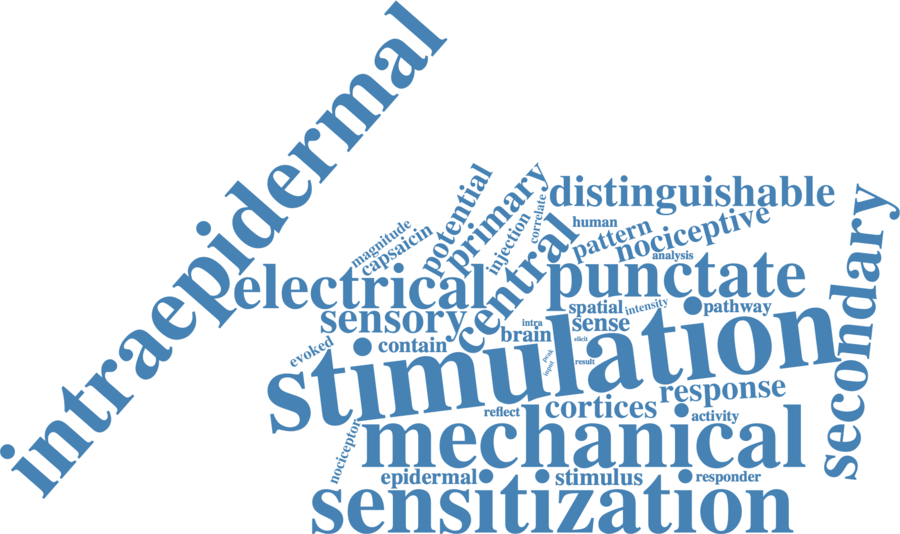 intraepidermal
potential
primary
distinguishable
secondary
magnitude
capsaicin
injection
correlate
human
pattern
nociceptive
analysis
central
electrical
punctate
sensory
spatial
intensity
pathway
intra
brain
sense
elicit
evoked
contain
stimulation
peak
input
result
response
reflect
cortices
activity
nociceptor
mechanical
epidermal
stimulus
responder
sensitization